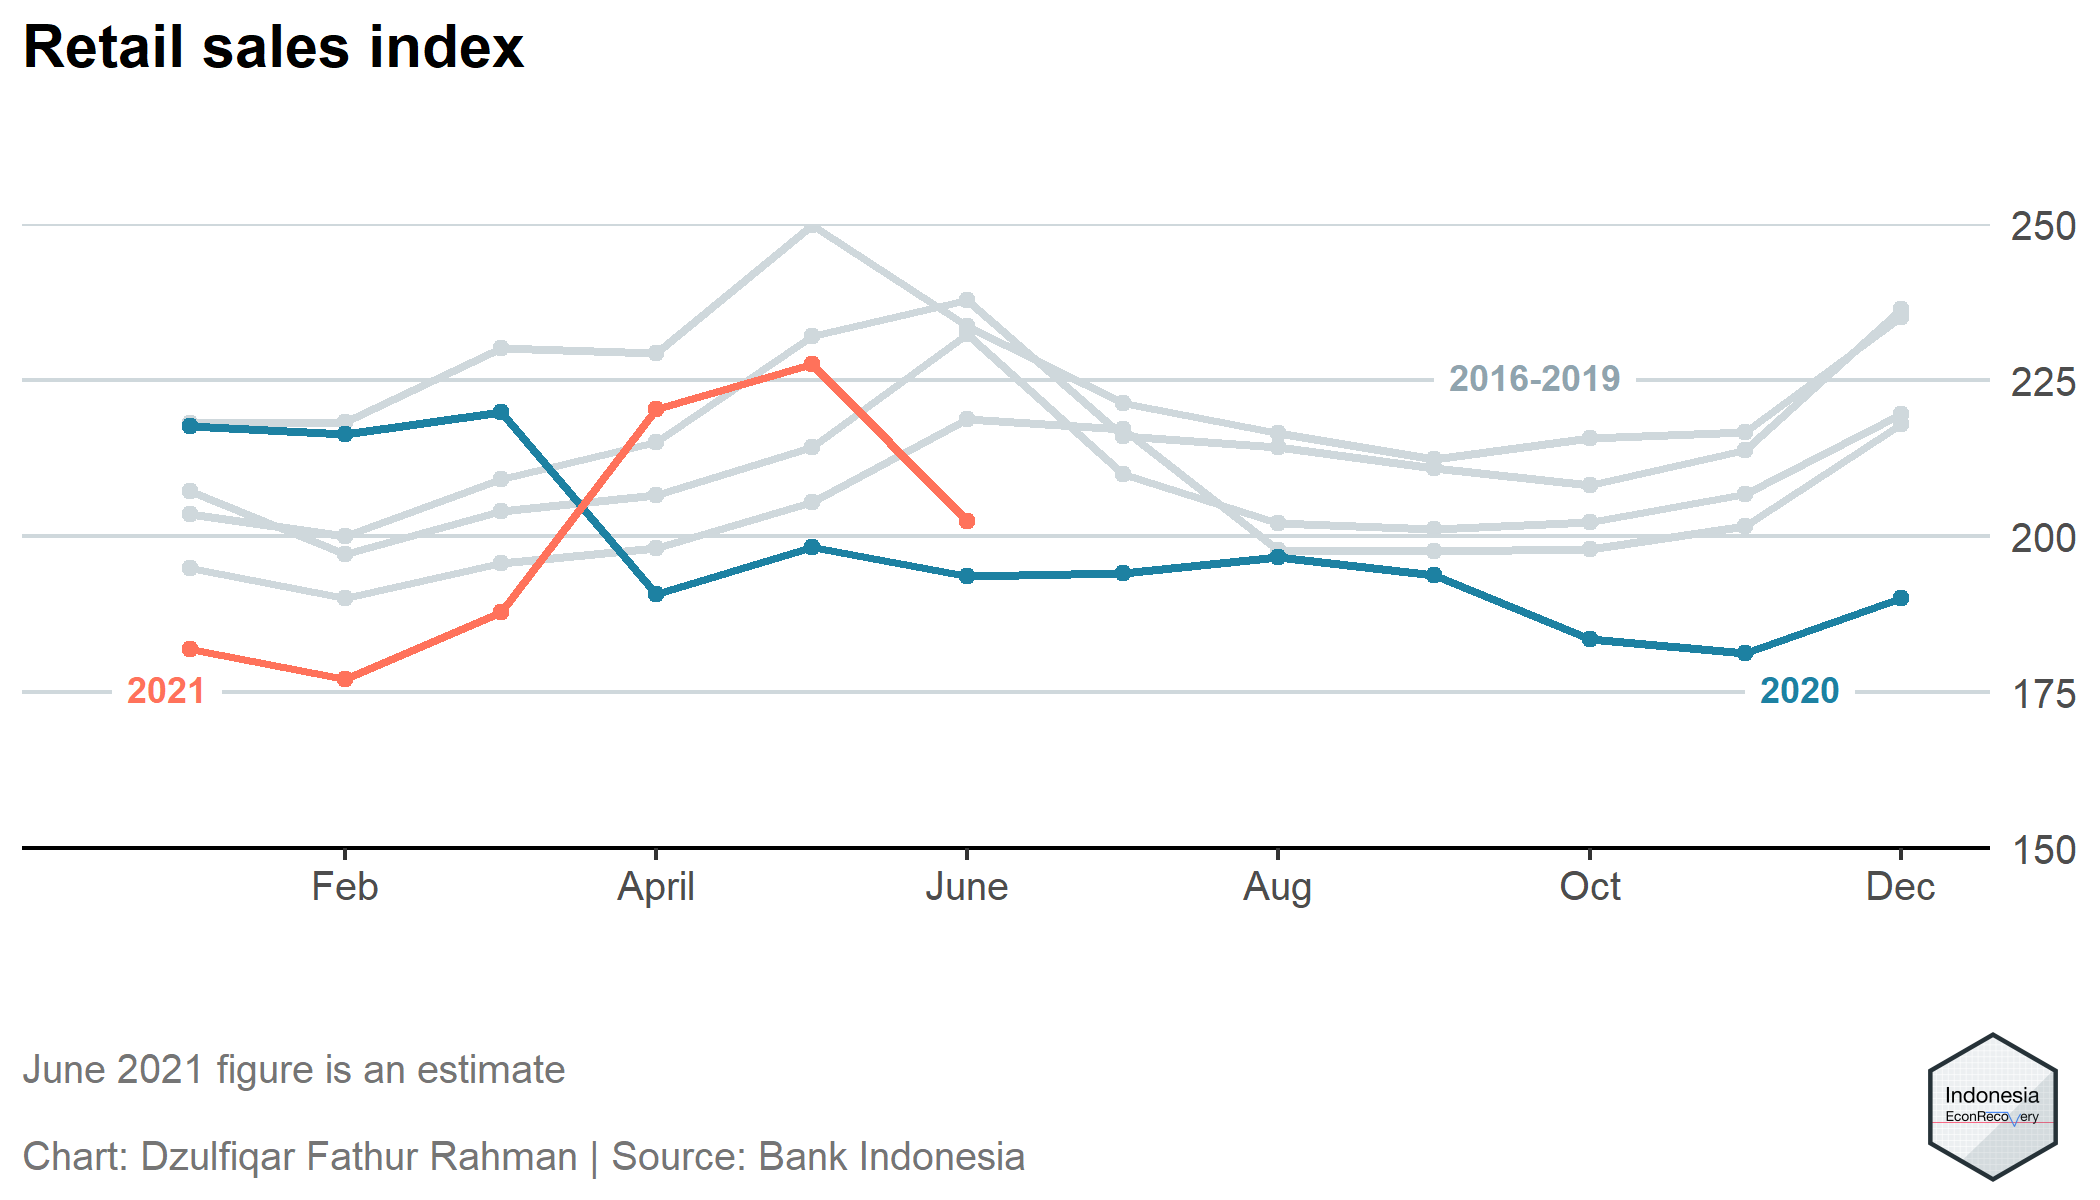 Retail sales index
250
2016-2019
225
200
2021
2020
175
150
Feb
April
June
Aug
Oct
Dec
June 2021 figure is an estimate
Chart: Dzulfiqar Fathur Rahman | Source: Bank Indonesia
Indonesia
EconRecovery